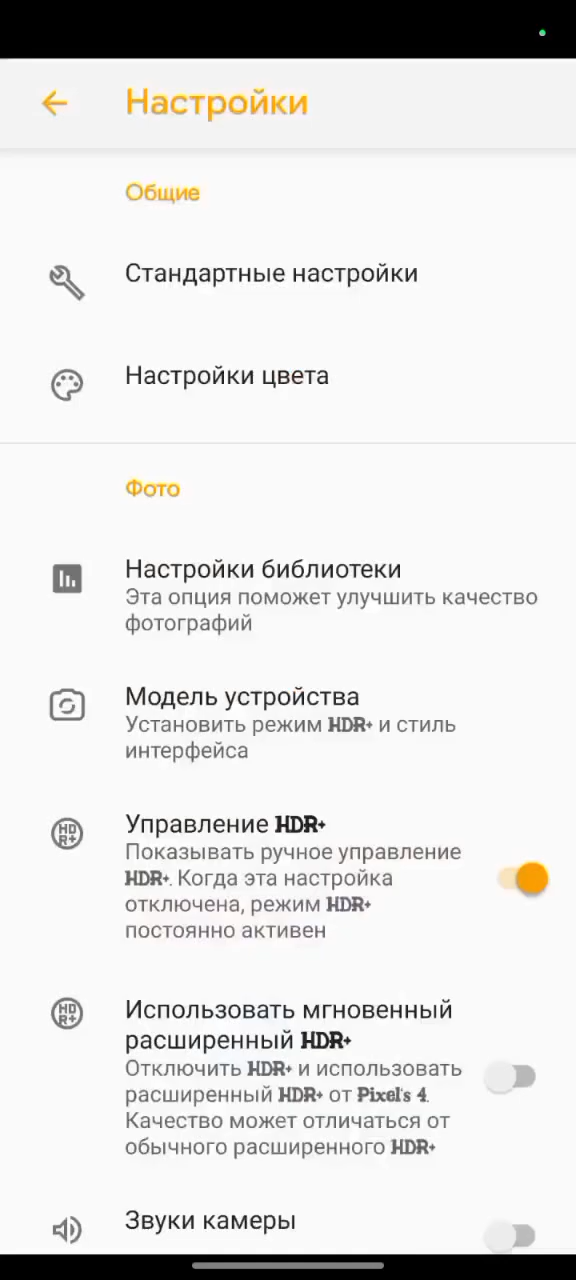 Настройки
Общие
Стандартные настройки
Настройки цвета
Фото
Настройки библиотеки
Эта опция поможет улучшить качество
фотографий
Модель устройства
Установить режим HDR+ и стиль
интерфейса
Управление HDR+
Показывать ручное управление
HDR+. Когда эта настройка
отключена, режим HDR+
постоянно активен
Использовать мгновенный
расширенный HDR+
Отключить HDR+ и использовать
расширенный HDR+ от Pixel's 4.
Качество может отличаться от
обычного расширенного HDR+
Звуки камеры